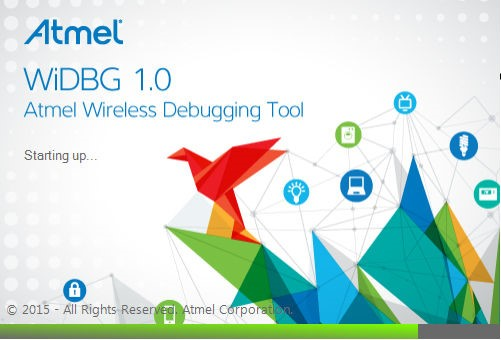 Atmel
WiDBG 1.0
Atmel Wireless Debugging Tool
Starting up...
© 2015 - All Rights Reserved. Atmel Corporation.